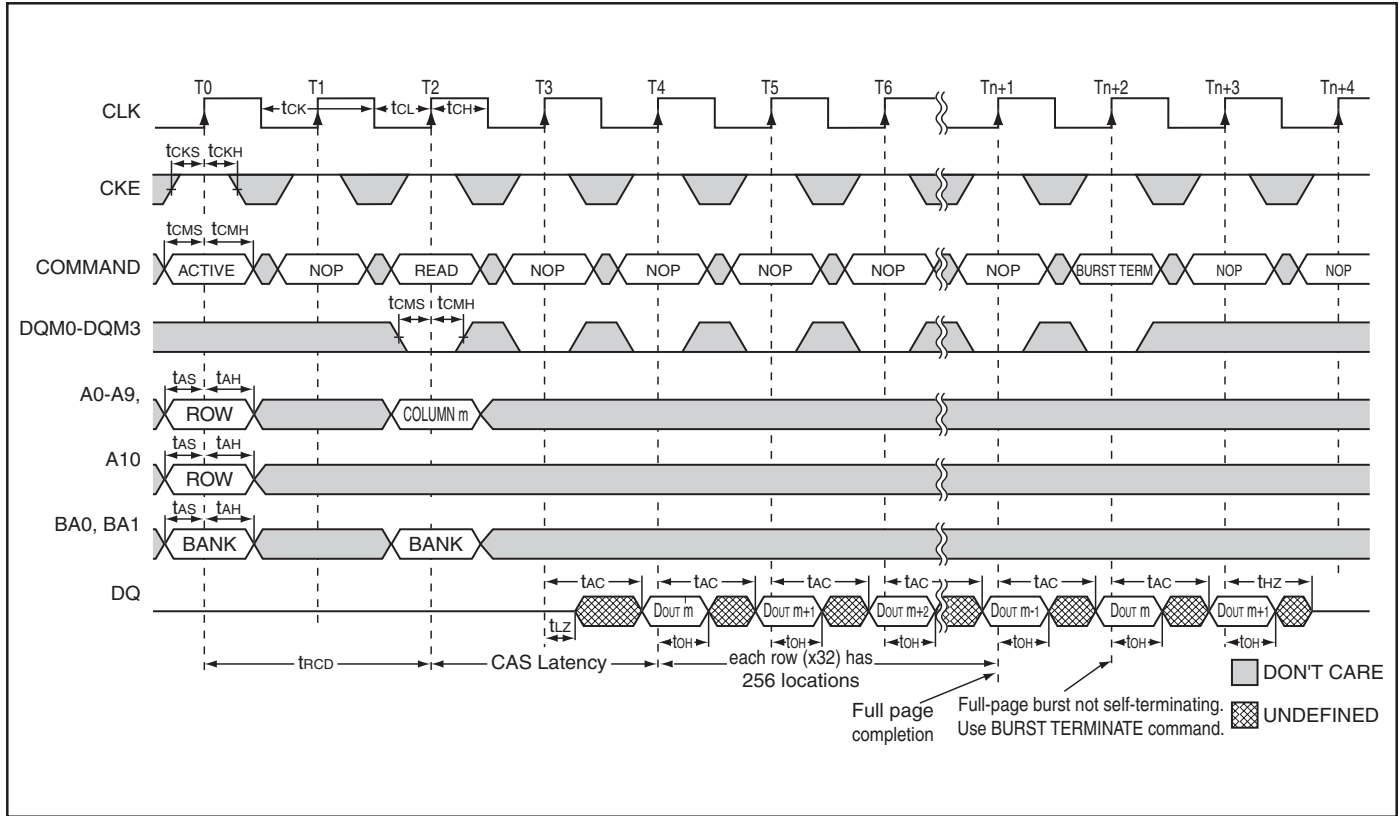 T0 T1 T2 T3 T4 T5 T6 Tn+1 Tn+2 Tn+3 Tn+4
CLK tCK tCL tCH
tCKS tCKH
CKE
tCMS tCMH
COMMAND ACTIVE NOP READ NOP NOP NOP NOP NOP BURST TERM NOP NOP
tCMS tCMH
DQM0-DQM3
A0-A9, tAS tAH
ROW COLUMN m
tAS tAH
A10
ROW
BA0, BA1 tAS tAH
BANK BANK
tAC tAC tAC tAC tAC tAC tHZ
DQ DOUT m DOUT m+1 DOUT m+2 DOUT m-1 DOUT m DOUT m+1
tLZ tOH tOH tOH tOH tOH tOH
tRCD CAS Latency each row (x32) has
256 locations
DON'T CARE
Full page
completion
Full-page burst not self-terminating.
Use BURST TERMINATE command.
UNDEFINED